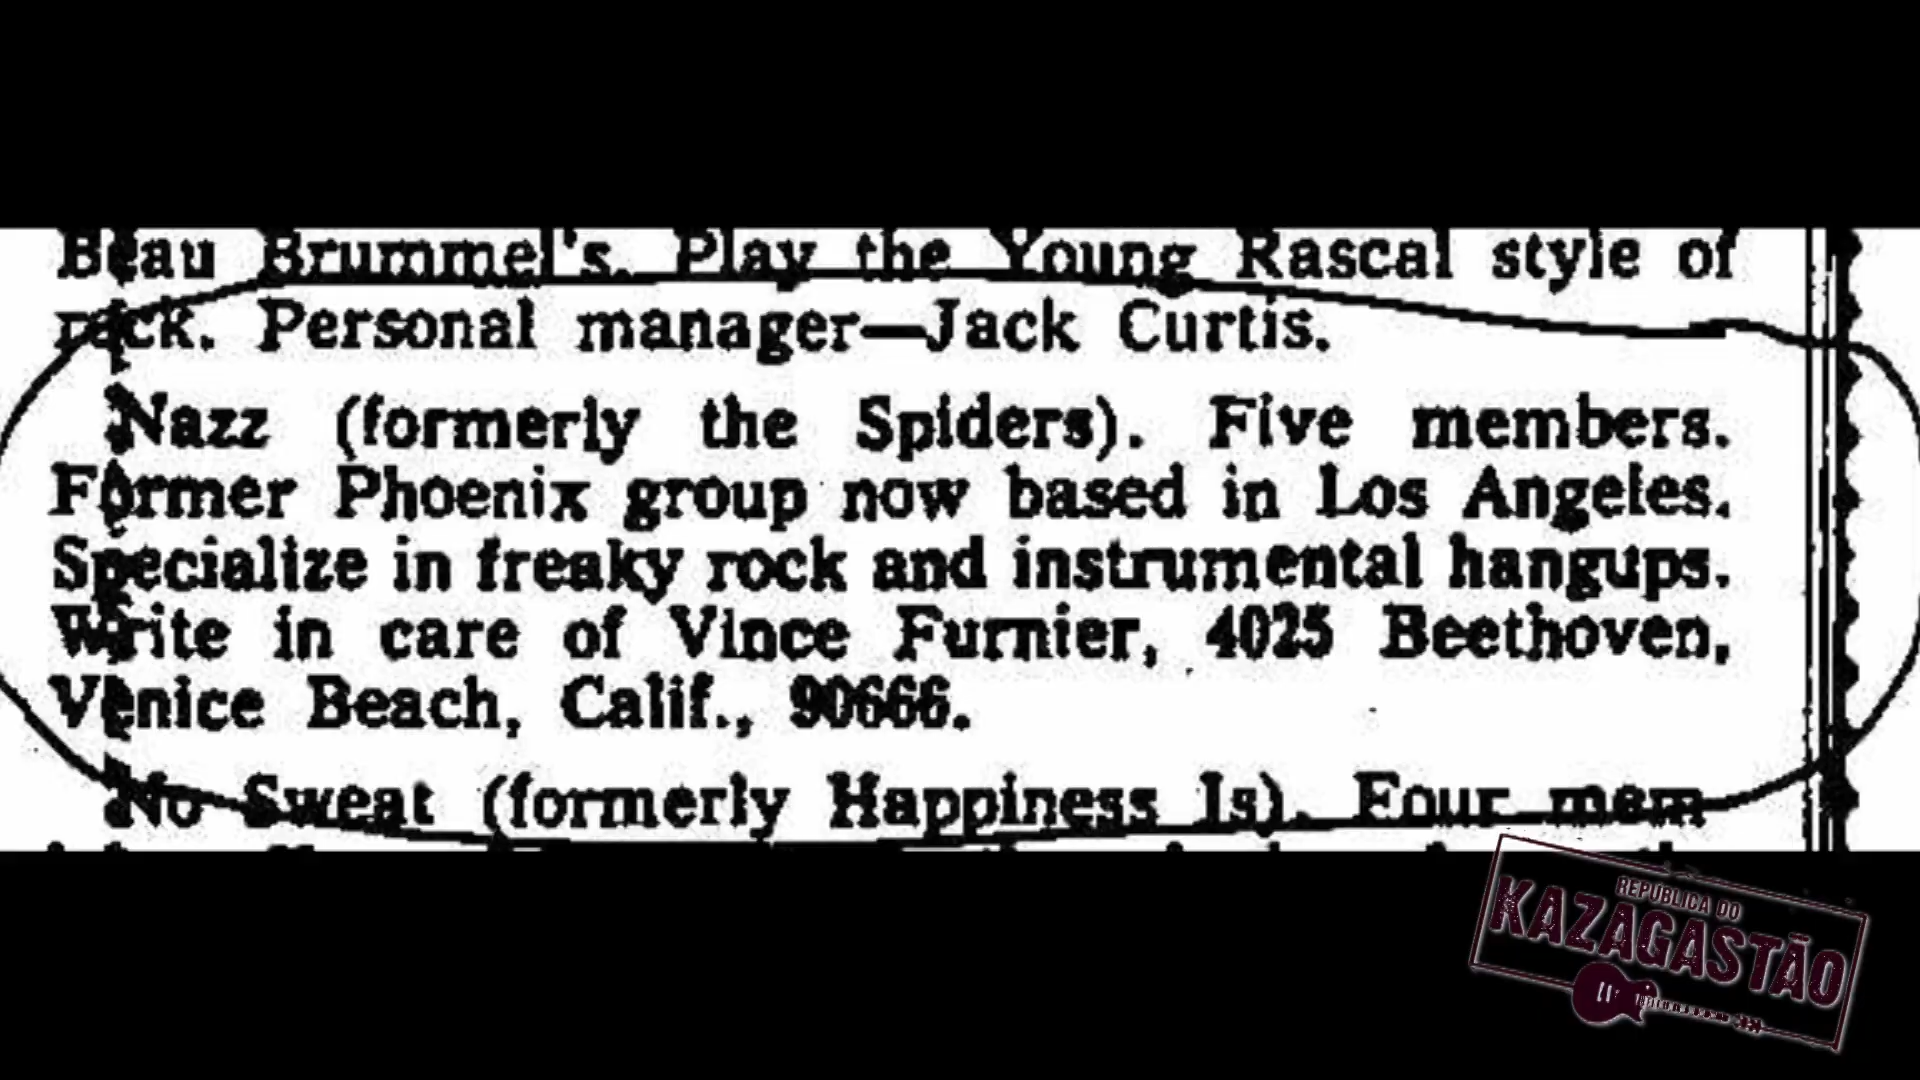 Beau Brummel's. Play the Young Rascal style of
rack. Personal manager—Jack Curtis.
Nazz (formerly the Spiders). Five members.
Former Phoenix group now based in Los Angeles.
Specialize in freaky rock and instrumental hangups.
Write in care of Vince Furnier, 4025 Beethoven,
Venice Beach, Calif., 90666.
No Sweat (formerly Happiness Is). Four mem
REPÚBLICA DO
KAZAGASTÃO